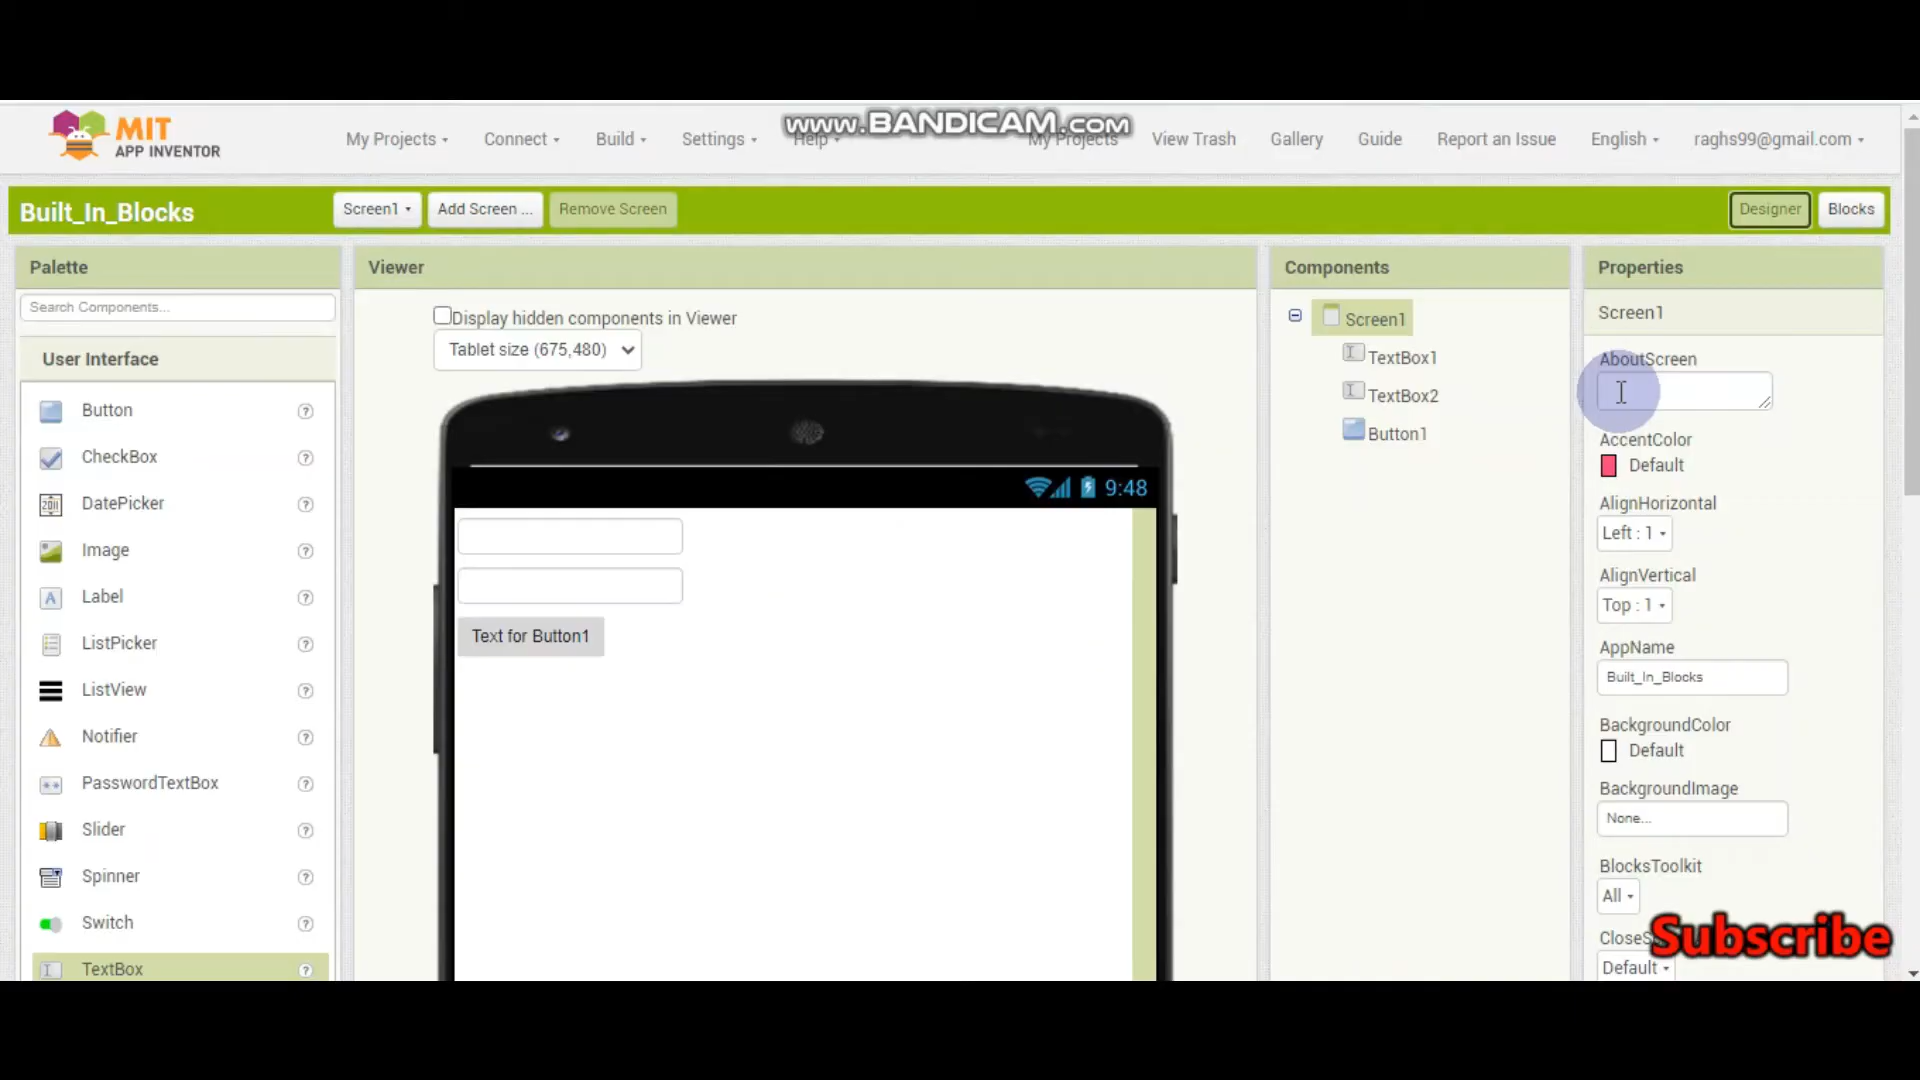 www.BANDICAM.com
MIT
APP INVENTOR
My Projects
Connect
Build
Settings
Help
My Projects
View Trash
Gallery
Guide
Report an Issue
English
raghs99@gmail.com
Built_In_Blocks
Screen1
Add Screen ...
Remove Screen
Designer
Blocks
Palette
Search Components...
User Interface
Button
?
CheckBox
?
2011
DatePicker
?
Image
?
A
Label
?
ListPicker
?
ListView
?
Notifier
?
PasswordTextBox
?
Slider
?
Spinner
?
Switch
?
TextBox
?
Viewer
Display hidden components in Viewer
Tablet size (675,480)
9:48
Text for Button1
Components
Screen1
TextBox1
TextBox2
Button1
Properties
Screen1
AboutScreen
AccentColor
Default
AlignHorizontal
Left : 1
AlignVertical
Top : 1
AppName
Built_In_Blocks
BackgroundColor
Default
BackgroundImage
None...
BlocksToolkit
All
Default
Subscribe